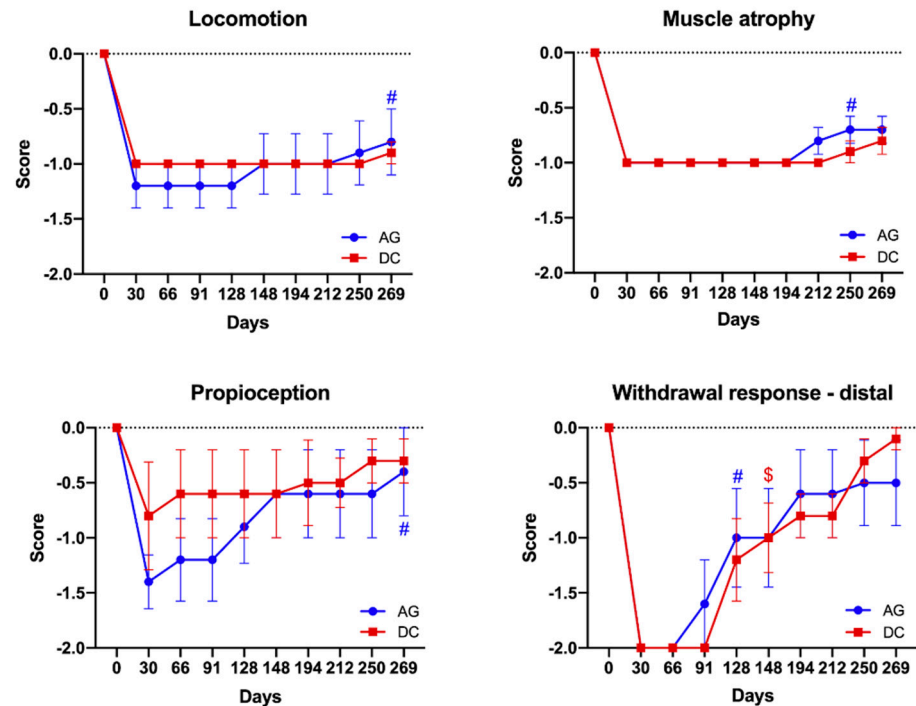 Locomotion
0.0
-0.5
-1.0
-1.5
-2.0
Score
#
AG
DC
0 30 66 91 128 148 194 212 250 269
Days
Muscle atrophy
0.0
-0.5
-1.0
-1.5
-2.0
Score
#
AG
DC
0 30 66 91 128 148 194 212 250 269
Days
Propioception
0.0
-0.5
-1.0
-1.5
-2.0
Score
#
AG
DC
0 30 66 91 128 148 194 212 250 269
Days
Withdrawal response - distal
0.0
-0.5
-1.0
-1.5
-2.0
Score
# $
AG
DC
0 30 66 91 128 148 194 212 250 269
Days